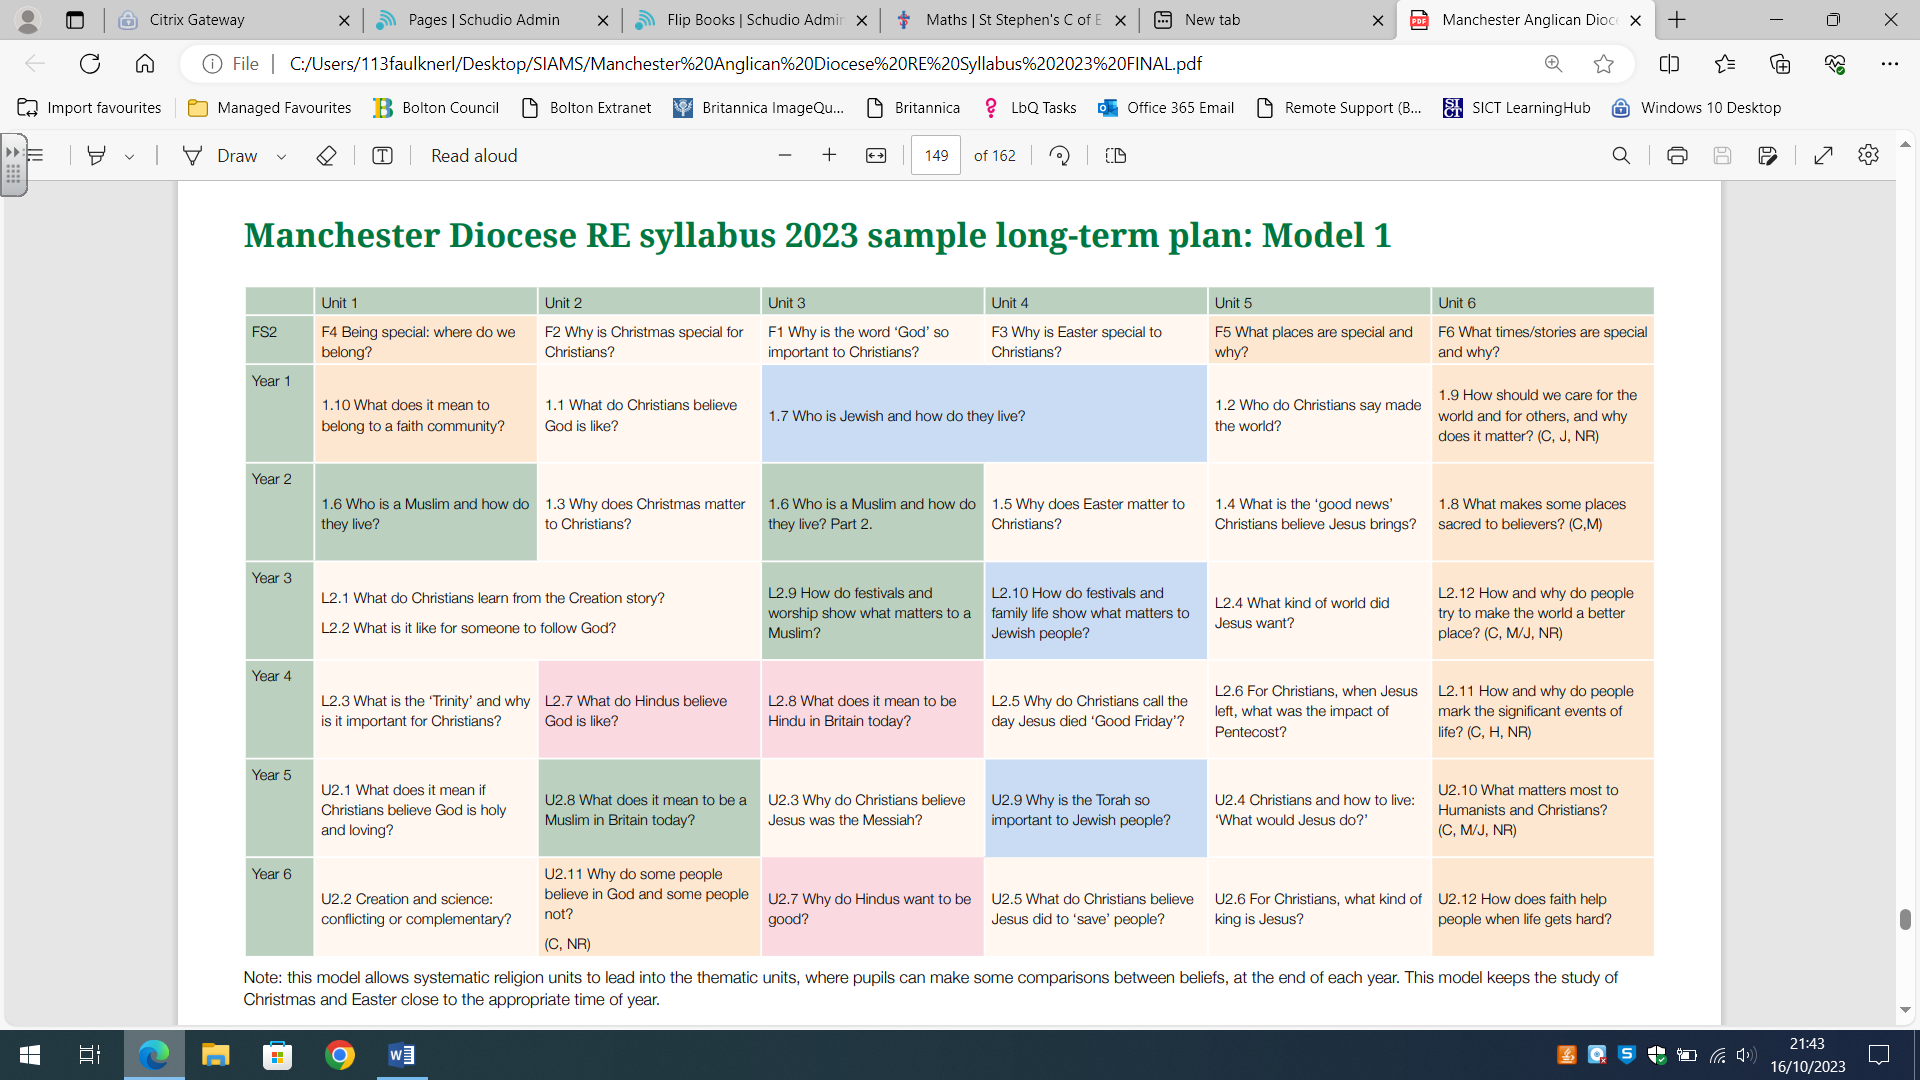 Citrix Gateway
Pages | Schudio Admin
Flip Books | Schudio Admin
Maths | St Stephen's C of E
New tab
Manchester Anglican Dioc
File
C:/Users/113faulknerl/Desktop/SIAMS/Manchester%20Anglican%20Diocese%20RE%20Syllabus%202023%20FINAL.pdf
Import favourites
Managed Favourites
Bolton Council
Bolton Extranet
Britannica ImageQu...
Britannica
LbQ Tasks
Office 365 Email
Remote Support (B...
SICT LearningHub
Windows 10 Desktop
Draw
Read aloud
149
of 162
Manchester Diocese RE syllabus 2023 sample long-term plan: Model 1
Unit 1
Unit 2
Unit 3
Unit 4
Unit 5
Unit 6
FS2
F4 Being special: where do we
belong?
F2 Why is Christmas special for
Christians?
F1 Why is the word ‘God’ so
important to Christians?
F3 Why is Easter special to
Christians?
F5 What places are special and
why?
F6 What times/stories are special
and why?
Year 1
1.10 What does it mean to
belong to a faith community?
1.1 What do Christians believe
God is like?
1.7 Who is Jewish and how do they live?
1.2 Who do Christians say made
the world?
1.9 How should we care for the
world and for others, and why
does it matter? (C, J, NR)
Year 2
1.6 Who is a Muslim and how do
they live?
1.3 Why does Christmas matter
to Christians?
1.6 Who is a Muslim and how do
they live? Part 2.
1.5 Why does Easter matter to
Christians?
1.4 What is the ‘good news’
Christians believe Jesus brings?
1.8 What makes some places
sacred to believers? (C,M)
Year 3
L2.1 What do Christians learn from the Creation story?
L2.2 What is it like for someone to follow God?
L2.9 How do festivals and
worship show what matters to a
Muslim?
L2.10 How do festivals and
family life show what matters to
Jewish people?
L2.4 What kind of world did
Jesus want?
L2.12 How and why do people
try to make the world a better
place? (C, M/J, NR)
Year 4
L2.3 What is the ‘Trinity’ and why
is it important for Christians?
L2.7 What do Hindus believe
God is like?
L2.8 What does it mean to be
Hindu in Britain today?
L2.5 Why do Christians call the
day Jesus died ‘Good Friday’?
L2.6 For Christians, when Jesus
left, what was the impact of
Pentecost?
L2.11 How and why do people
mark the significant events of
life? (C, H, NR)
Year 5
U2.1 What does it mean if
Christians believe God is holy
and loving?
U2.8 What does it mean to be a
Muslim in Britain today?
U2.3 Why do Christians believe
Jesus was the Messiah?
U2.9 Why is the Torah so
important to Jewish people?
U2.4 Christians and how to live:
‘What would Jesus do?’
U2.10 What matters most to
Humanists and Christians?
(C, M/J, NR)
Year 6
U2.2 Creation and science:
conflicting or complementary?
U2.11 Why do some people
believe in God and some people
not?
(C, NR)
U2.7 Why do Hindus want to be
good?
U2.5 What do Christians believe
Jesus did to ‘save’ people?
U2.6 For Christians, what kind of
king is Jesus?
U2.12 How does faith help
people when life gets hard?
Note: this model allows systematic religion units to lead into the thematic units, where pupils can make some comparisons between beliefs, at the end of each year. This model keeps the study of
Christmas and Easter close to the appropriate time of year.
21:43
16/10/2023